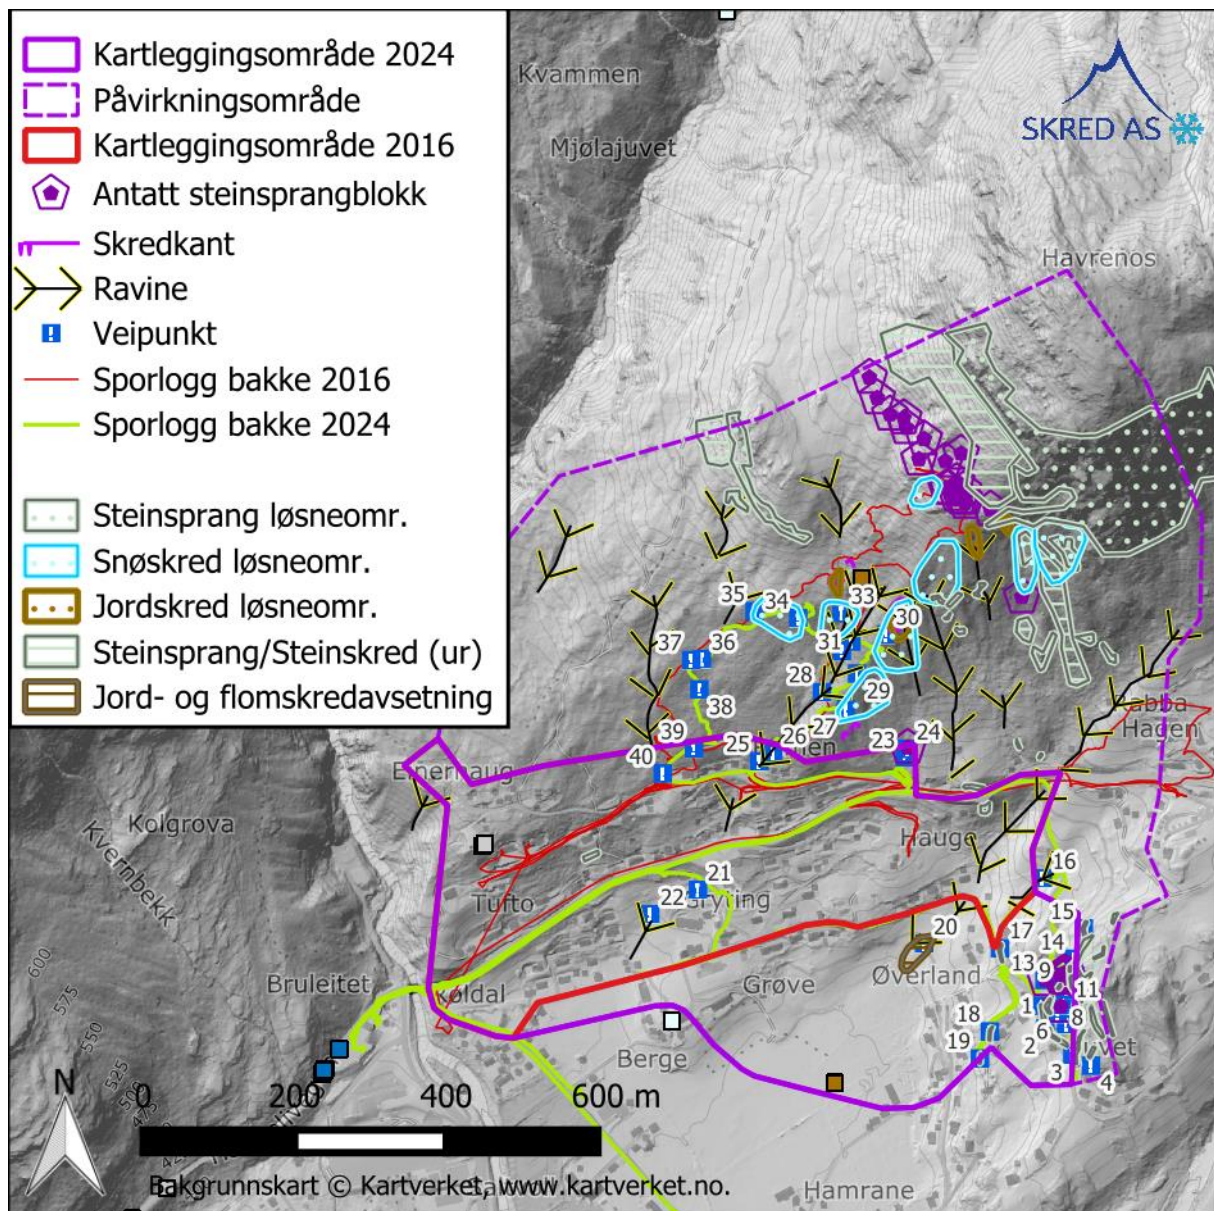 Kartleggingsområde 2024
Påvirkningsområde
Kartleggingsområde 2016
Antatt steinsprangblokk
Skredkant
Ravine
Veipunkt
Sporlogg bakke 2016
Sporlogg bakke 2024
Steinsprang løsneomr.
Snøskred løsneomr.
Jordskred løsneomr.
Steinsprang/Steinskred (ur)
Jord- og flomskredavsetning
SKRED AS
Kvammen
Mjølajuvet
Havrenos
35
34
33
30
31
37
36
28
29
38
27
39
26
25
23
24
40
Hagen
Kolgrova
Kvernbekk
Hauge
16
21
22
Tufto
15
20
17
14
13
9
Bruleitet
Grøve
Øverland
11
1
8
18
6
2
19
Berge
3
4
600
575
550
525
500
475
N
0
200
400
600 m
Bakgrunnskart © Kartverket, www.kartverket.no.
Hamrane